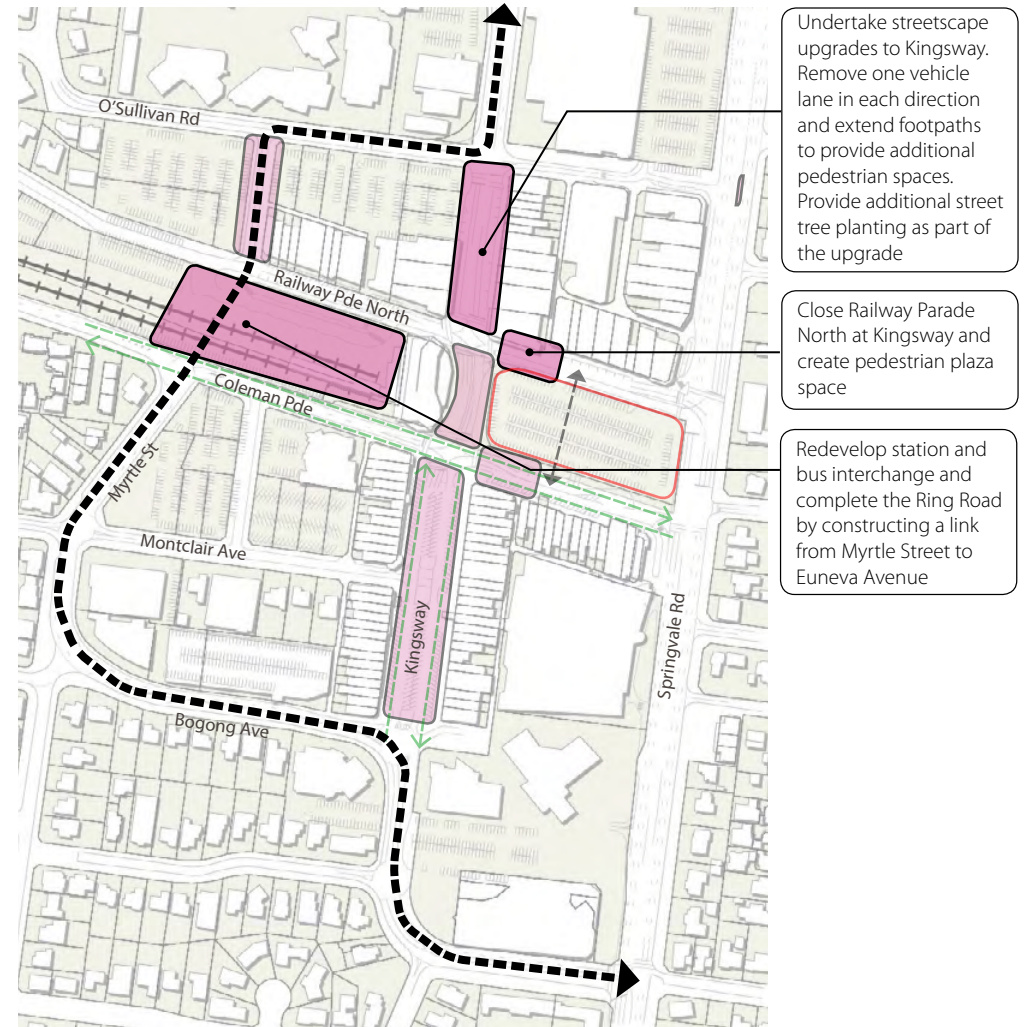 Undertake streetscape
upgrades to Kingsway.
Remove one vehicle
lane in each direction
and extend footpaths
to provide additional
pedestrian spaces.
Provide additional street
tree planting as part of
the upgrade
Close Railway Parade
North at Kingsway and
create pedestrian plaza
space
Redevelop station and
bus interchange and
complete the Ring Road
by constructing a link
from Myrtle Street to
Euneva Avenue
O'Sullivan Rd
Railway Pde North
Coleman Pde
Myrtle St
Montclair Ave
Kingsway
Springvale Rd
Bogong Ave